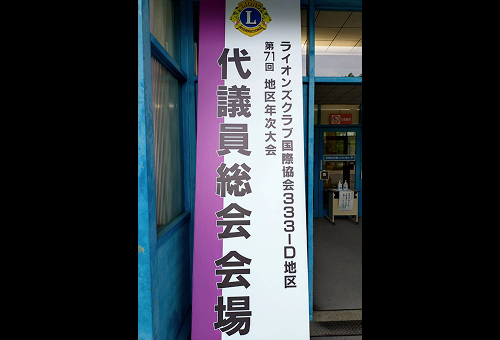 ライオンズクラブ国際協会333-D地区
第71回 地区年次大会
代議員総会会場
L